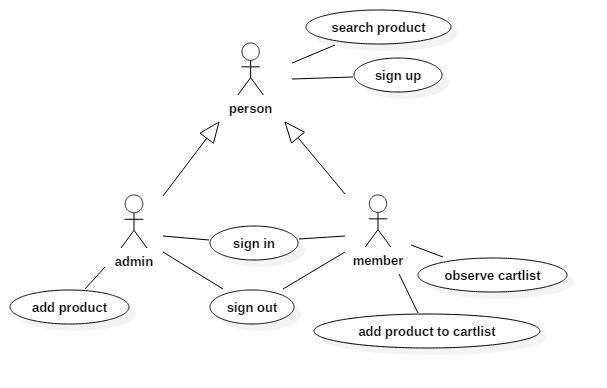 search product
sign up
person
sign in
admin
member
observe cartlist
add product
sign out
add product to cartlist